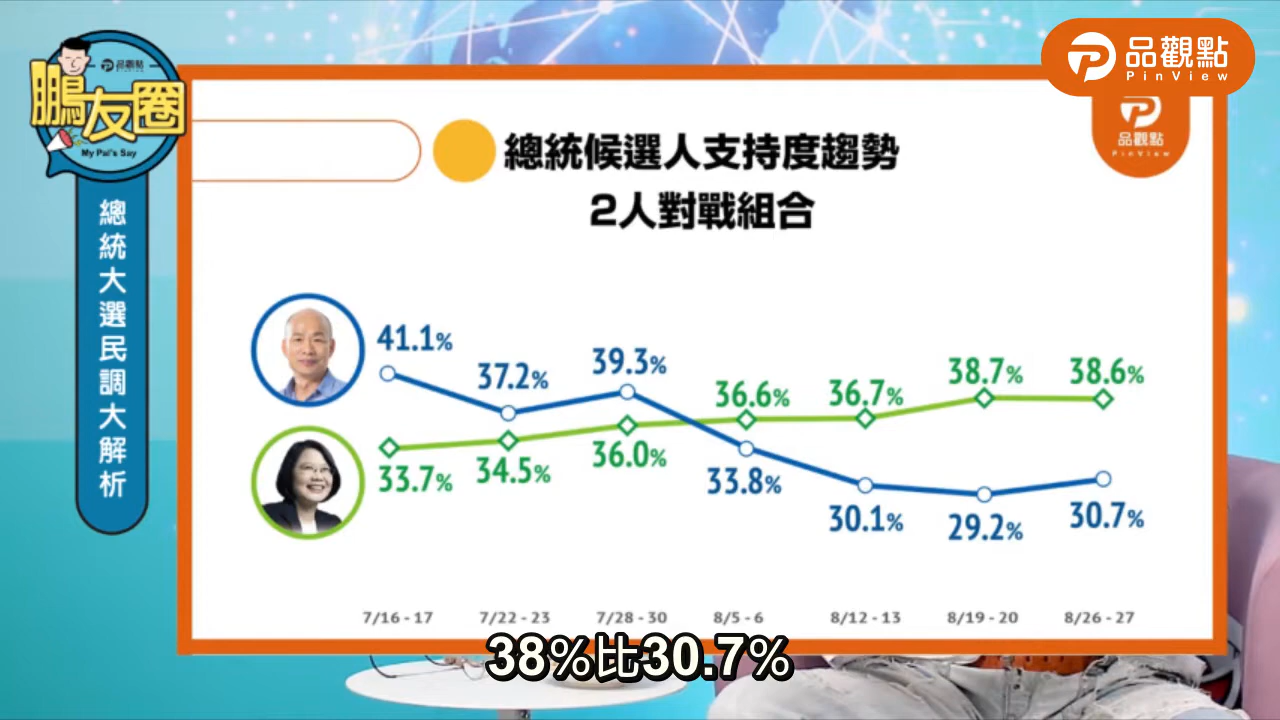 品觀點
PinView
品觀點
鵬友圈
My Pai's Say
品觀點
PinView
總統大選民調大解析
總統候選人支持度趨勢
2人對戰組合
41.1%
37.2%
39.3%
36.6%
36.7%
38.7%
38.6%
33.7%
34.5%
36.0%
33.8%
30.1%
29.2%
30.7%
7/16 - 17
7/22 - 23
7/28 - 30
8/5 - 6
8/12 - 13
8/19 - 20
8/26 - 27
38%比30.7%